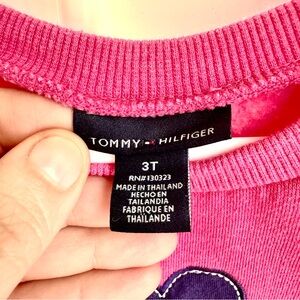 TOMMY HILFIGER
3T
RN#130323
MADE IN THAILAND
HECHO EN
TAILANDIA
FABRIQUE EN
THAÏLANDE